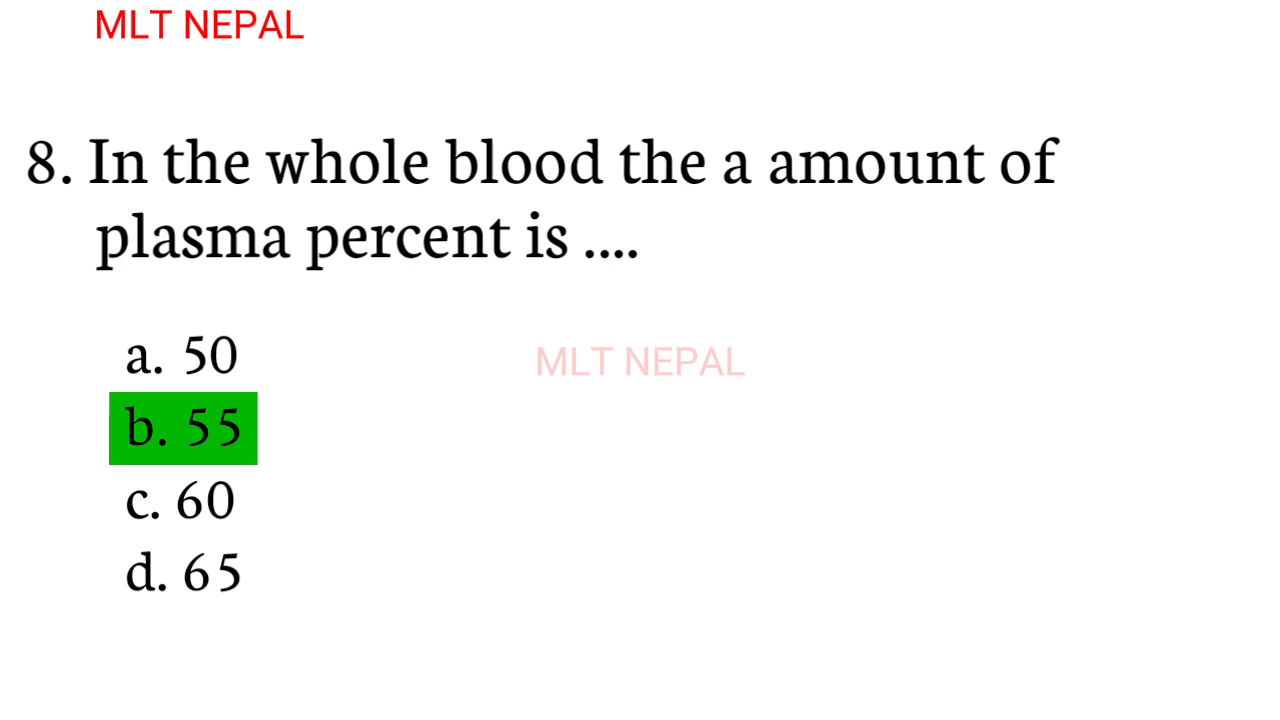 MLT NEPAL
8. In the whole blood the a amount of
plasma percent is ....
a. 50
MLT NEPAL
b. 55
c. 60
d. 65